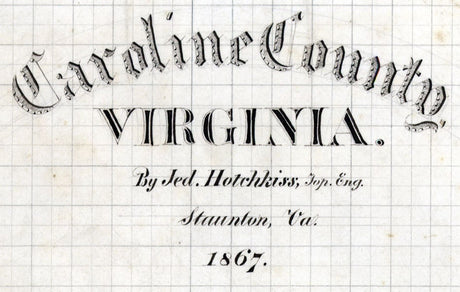 Caroline County,
VIRGINIA.
By Jed. Hotchkiss, Top. Eng.
Staunton, Va.
1867.